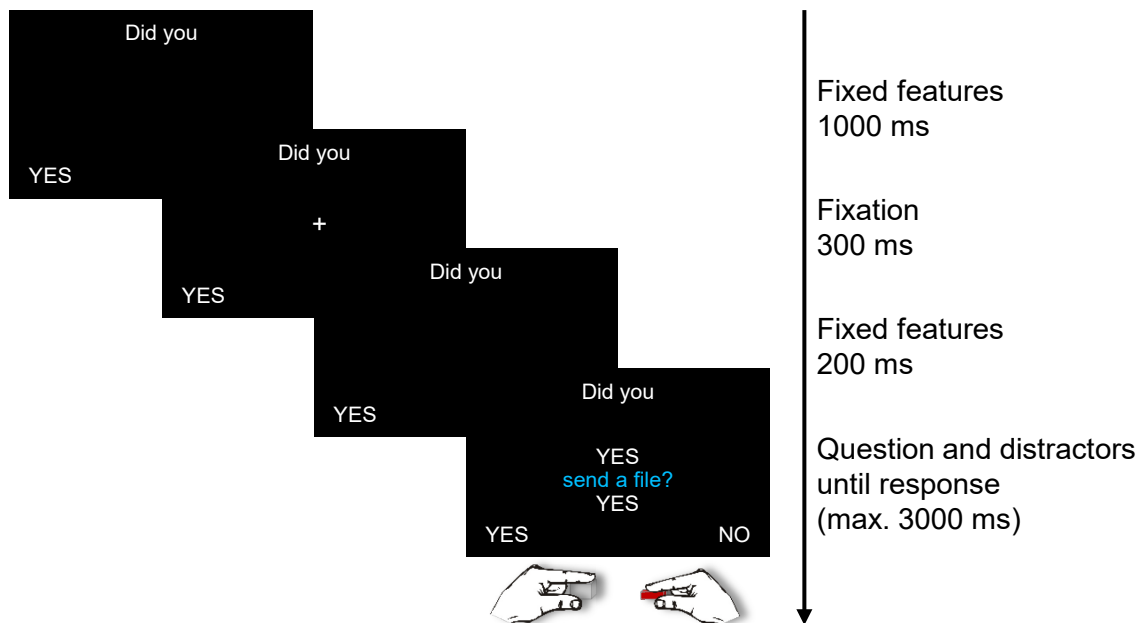 Did you
YES
Did you
+
YES
Did you
YES
Did you
YES
send a file?
YES
YES NO
Fixed features
1000 ms
Fixation
300 ms
Fixed features
200 ms
Question and distractors
until response
(max. 3000 ms)